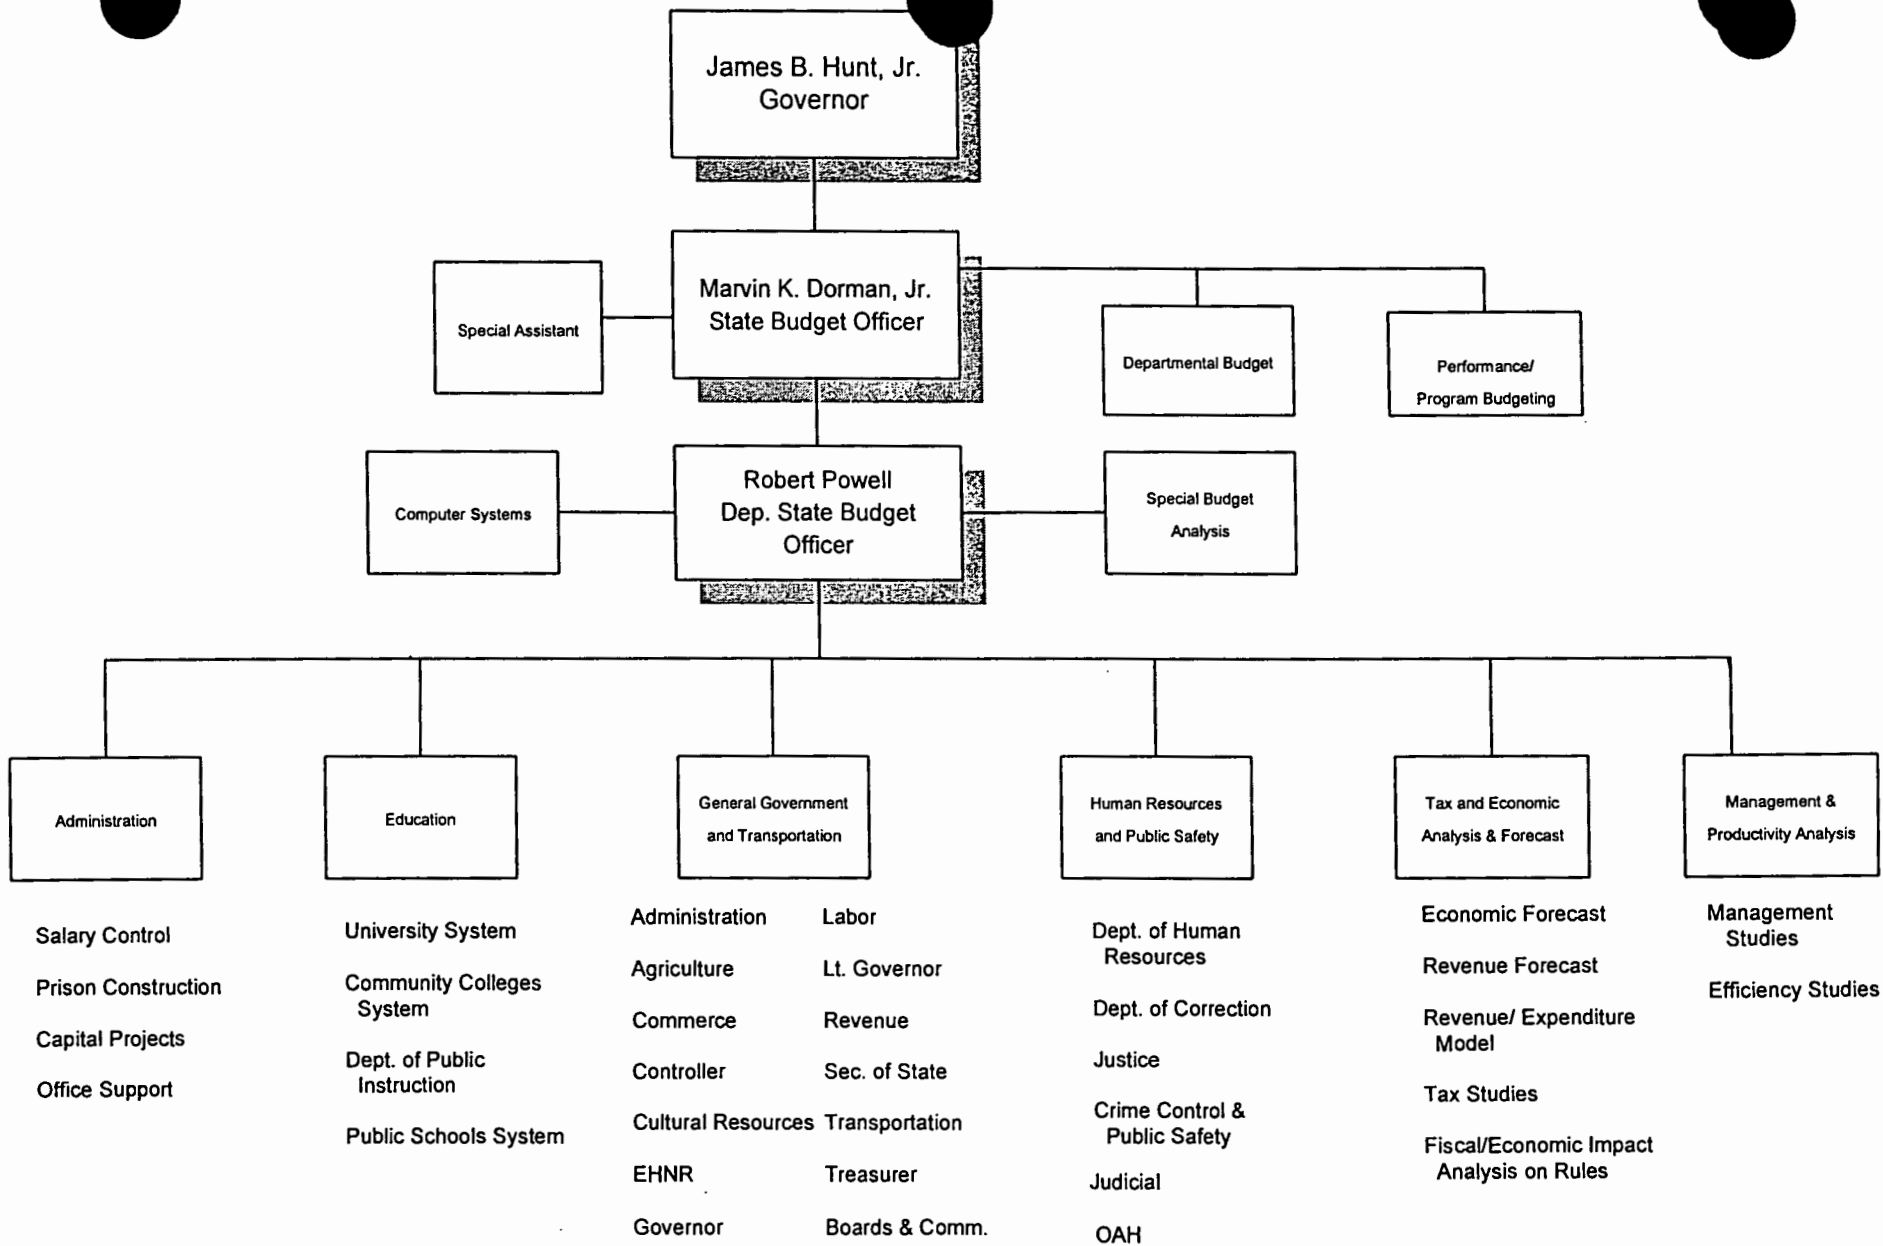 James B. Hunt, Jr.
Governor
Marvin K. Dorman, Jr.
State Budget Officer
Special Assistant
Departmental Budget
Performance/
Program Budgeting
Robert Powell
Dep. State Budget
Officer
Computer Systems
Special Budget
Analysis
Administration
Salary Control
Prison Construction
Capital Projects
Office Support
Education
University System
Community Colleges
System
Dept. of Public
Instruction
Public Schools System
General Government
and Transportation
Administration
Agriculture
Commerce
Controller
Cultural Resources
EHNR
Governor
Labor
Lt. Governor
Revenue
Sec. of State
Transportation
Treasurer
Boards & Comm.
Human Resources
and Public Safety
Dept. of Human
Resources
Dept. of Correction
Justice
Crime Control &
Public Safety
Judicial
OAH
Tax and Economic
Analysis & Forecast
Economic Forecast
Revenue Forecast
Revenue/ Expenditure
Model
Tax Studies
Fiscal/Economic Impact
Analysis on Rules
Management &
Productivity Analysis
Management
Studies
Efficiency Studies